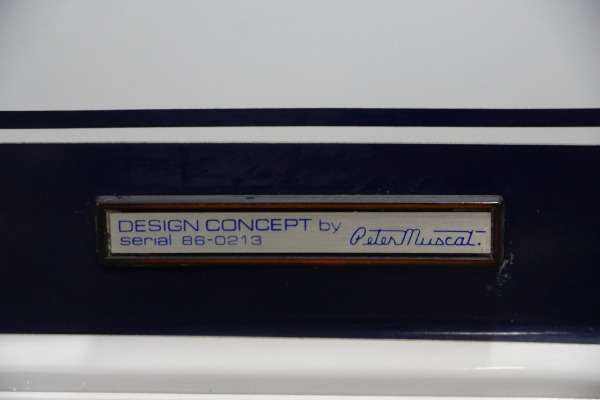 DESIGN CONCEPT by
serial 86-0213
Peter Muscat.